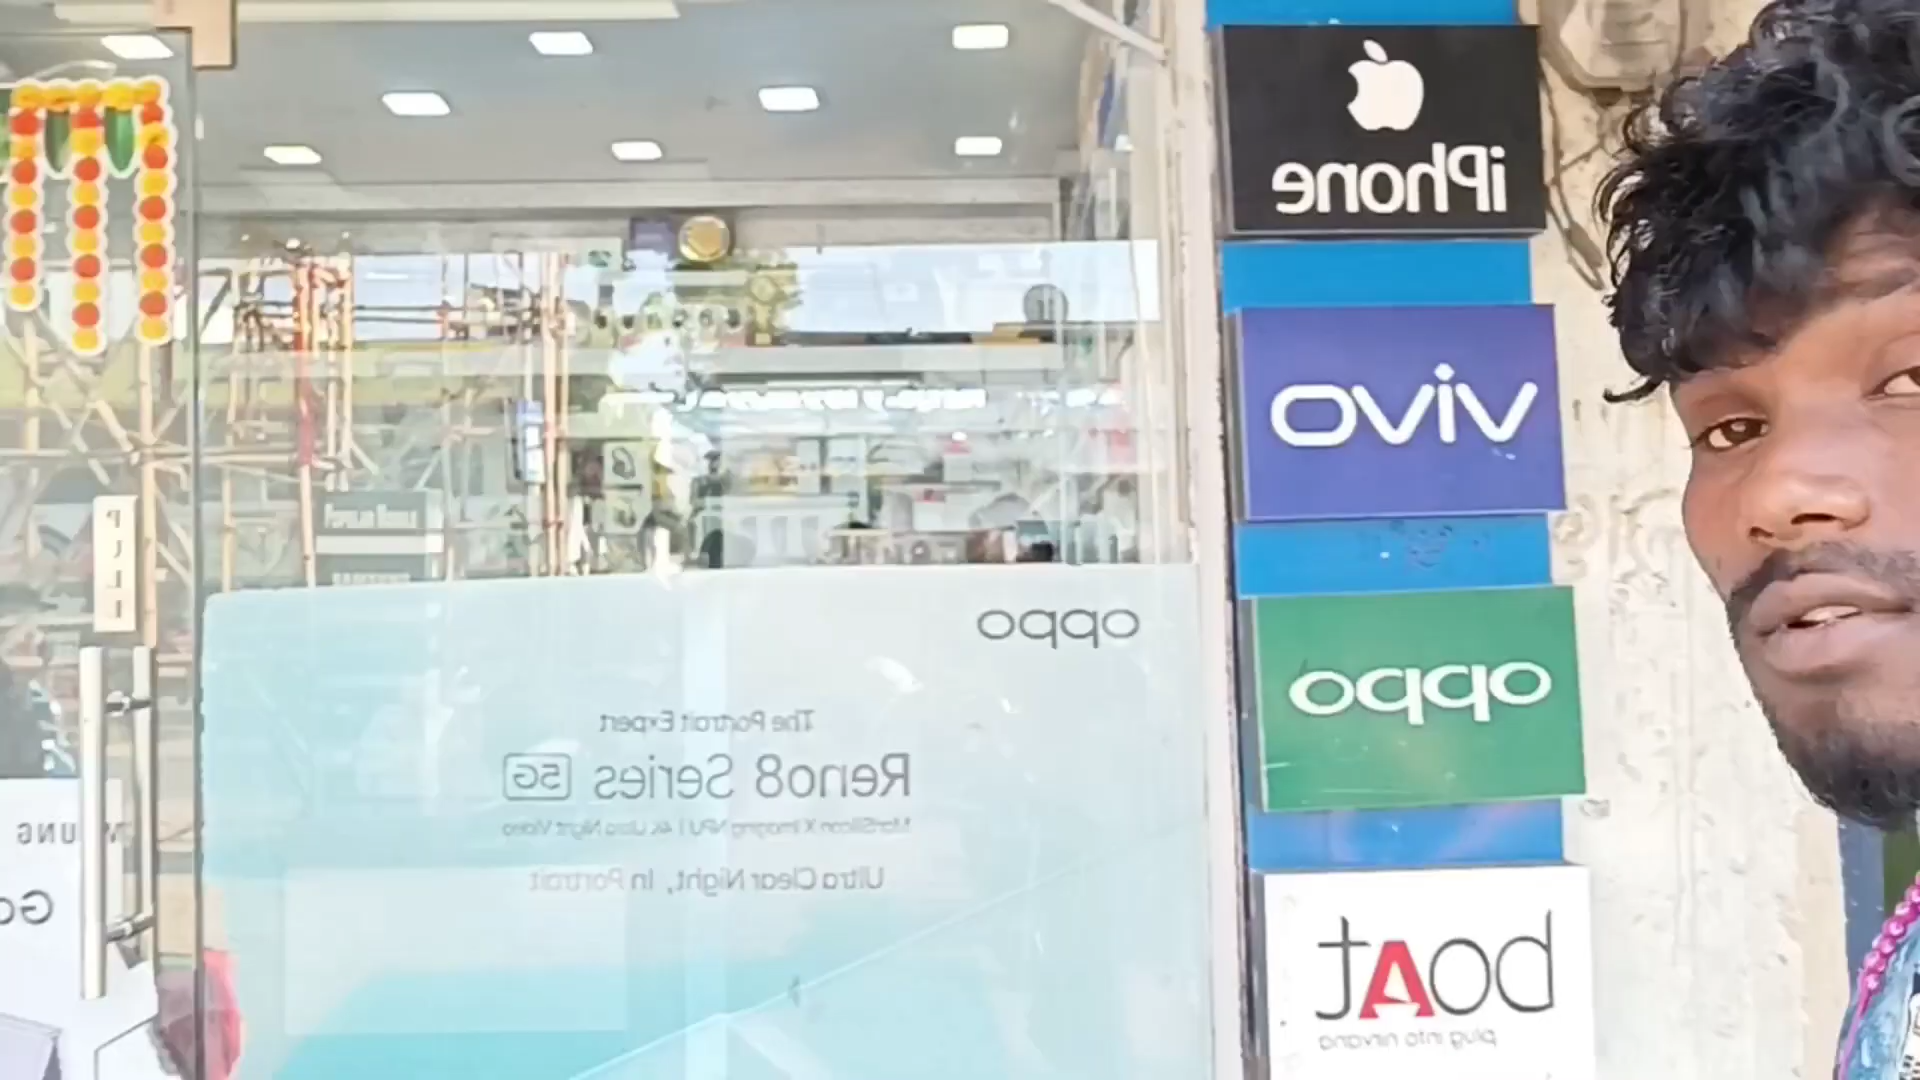 iPhone
vivo
oppo
oppo
The Portrait Expert
Reno8 Series 5G
MariSilicon X Imaging NPU | 4K Ultra Night Video
Ultra Clear Night, In Portrait
boAt
plug into nirvana
PULL